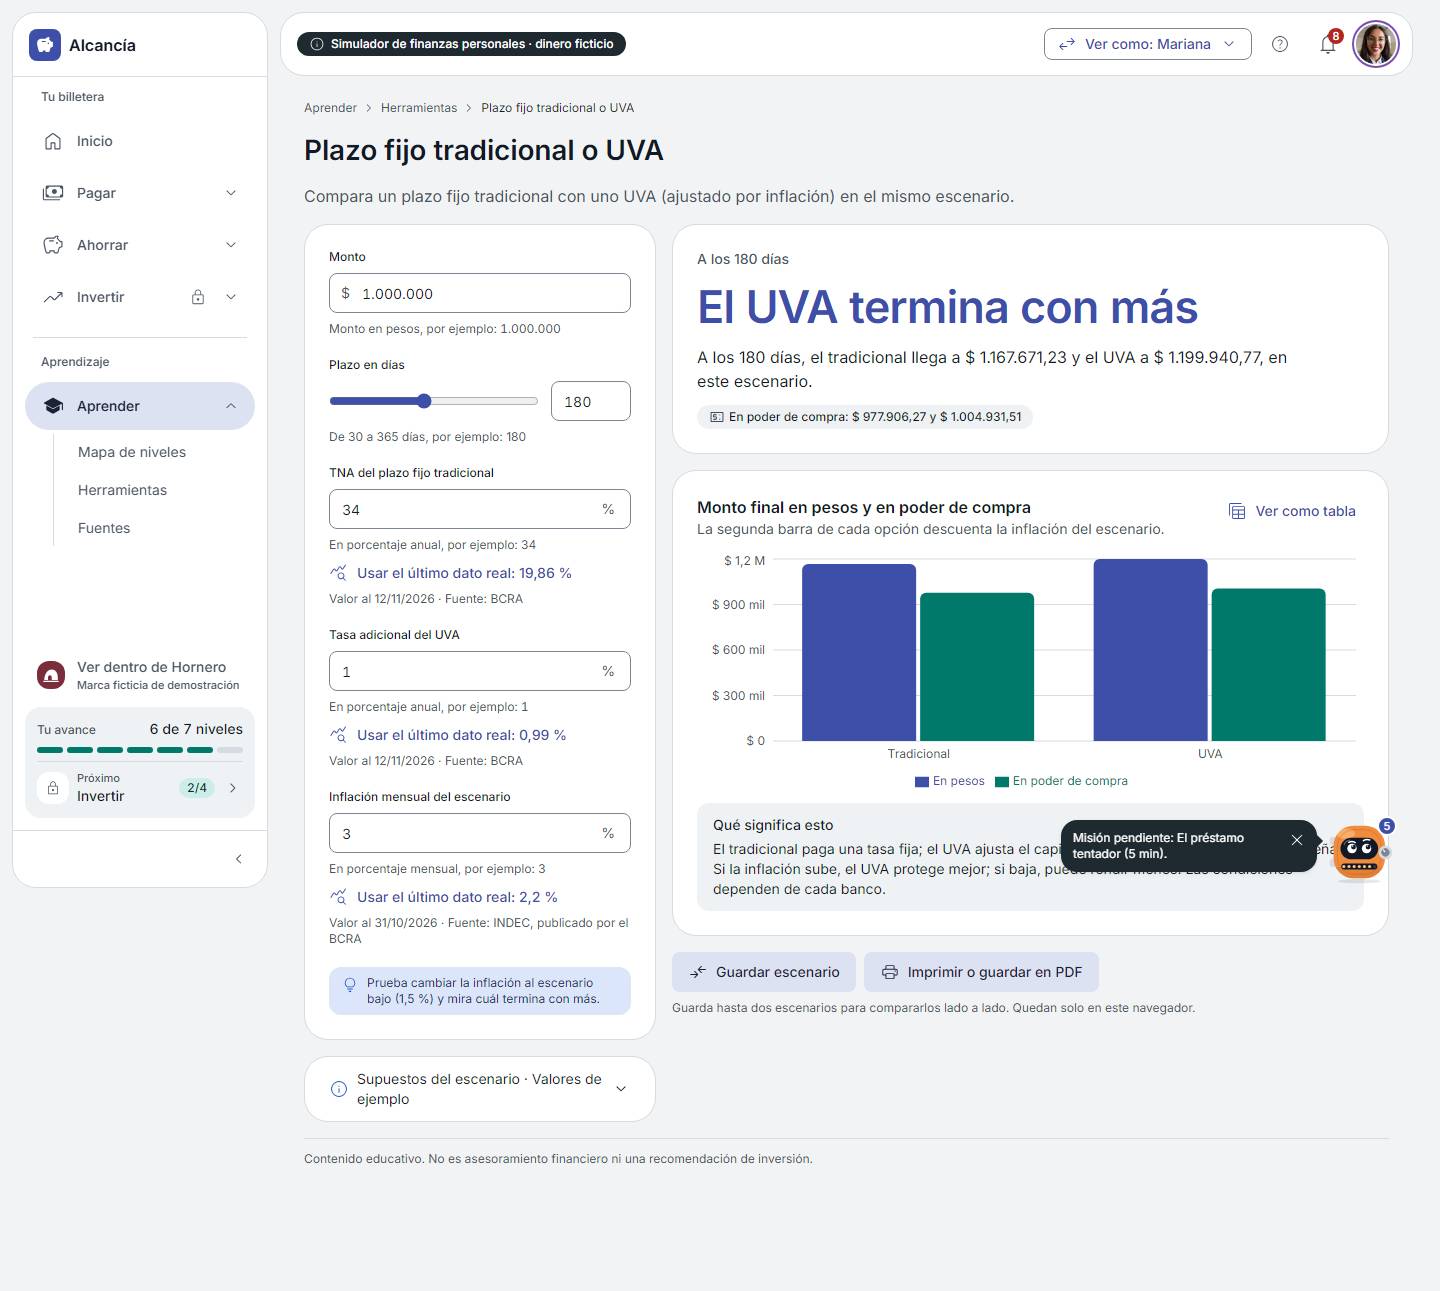 Alcancía
Tu billetera
Inicio
Pagar
Ahorrar
Invertir
Aprendizaje
Aprender
Mapa de niveles
Herramientas
Fuentes
Ver dentro de Hornero
Marca ficticia de demostración
Tu avance 6 de 7 niveles
Próximo
Invertir
2/4
Simulador de finanzas personales · dinero ficticio
Ver como: Mariana
8
Aprender > Herramientas > Plazo fijo tradicional o UVA
Plazo fijo tradicional o UVA
Compara un plazo fijo tradicional con uno UVA (ajustado por inflación) en el mismo escenario.
Monto
$ 1.000.000
Monto en pesos, por ejemplo: 1.000.000
Plazo en días
180
De 30 a 365 días, por ejemplo: 180
TNA del plazo fijo tradicional
34 %
En porcentaje anual, por ejemplo: 34
Usar el último dato real: 19,86 %
Valor al 12/11/2026 · Fuente: BCRA
Tasa adicional del UVA
1 %
En porcentaje anual, por ejemplo: 1
Usar el último dato real: 0,99 %
Valor al 12/11/2026 · Fuente: BCRA
Inflación mensual del escenario
3 %
En porcentaje mensual, por ejemplo: 3
Usar el último dato real: 2,2 %
Valor al 31/10/2026 · Fuente: INDEC, publicado por el
BCRA
Prueba cambiar la inflación al escenario
bajo (1,5 %) y mira cuál termina con más.
Supuestos del escenario · Valores de
ejemplo
A los 180 días
El UVA termina con más
A los 180 días, el tradicional llega a $ 1.167.671,23 y el UVA a $ 1.199.940,77, en
este escenario.
En poder de compra: $ 977.906,27 y $ 1.004.931,51
Monto final en pesos y en poder de compra
La segunda barra de cada opción descuenta la inflación del escenario.
Ver como tabla
$ 1,2 M
$ 900 mil
$ 600 mil
$ 300 mil
$ 0
Tradicional
UVA
En pesos
En poder de compra
Qué significa esto
El tradicional paga una tasa fija; el UVA ajusta el
Si la inflación sube, el UVA protege mejor; si baja,
dependen de cada banco.
Misión pendiente: El préstamo
tentador (5 min).
5
Guardar escenario
Imprimir o guardar en PDF
Guarda hasta dos escenarios para compararlos lado a lado. Quedan solo en este navegador.
Contenido educativo. No es asesoramiento financiero ni una recomendación de inversión.